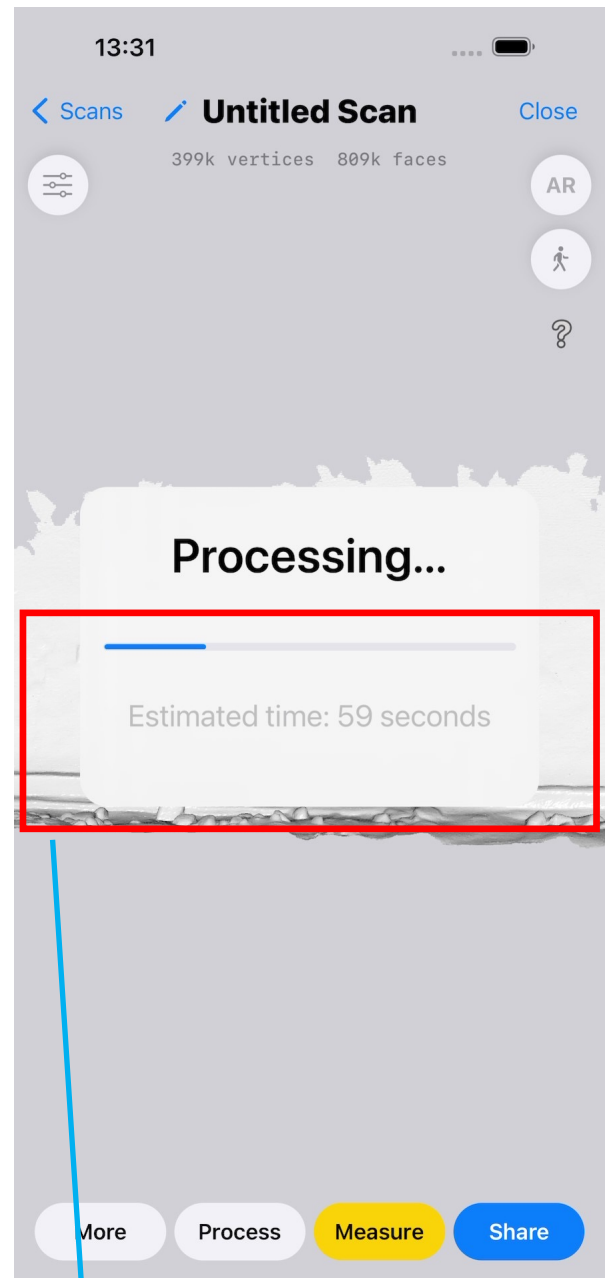 13:31
Scans Untitled Scan Close
399k vertices 809k faces
AR
?
Processing...
Estimated time: 59 seconds
More Process Measure Share